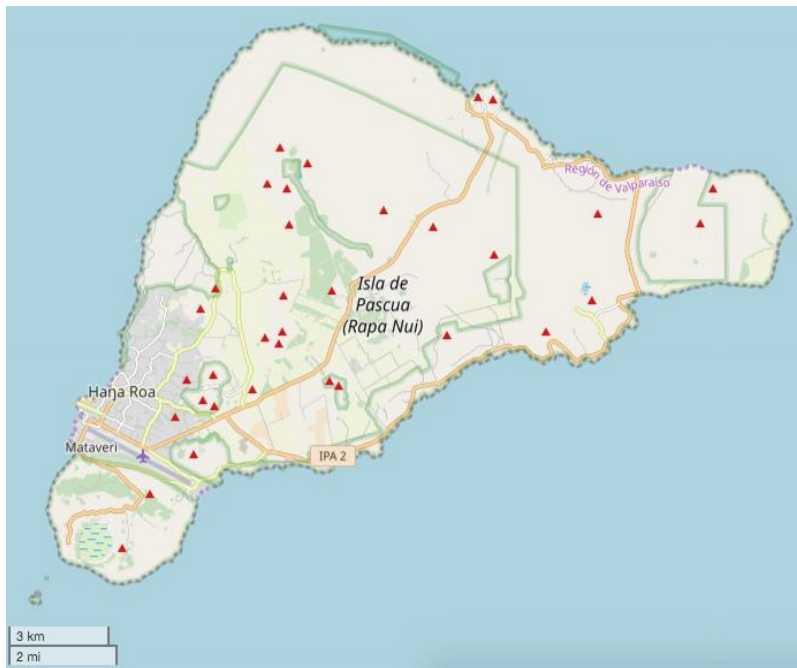 Región de Valparaíso
Isla de
Pascua
(Rapa Nui)
Haŋa Roa
Mataveri
IPA 2
3 km
2 mi